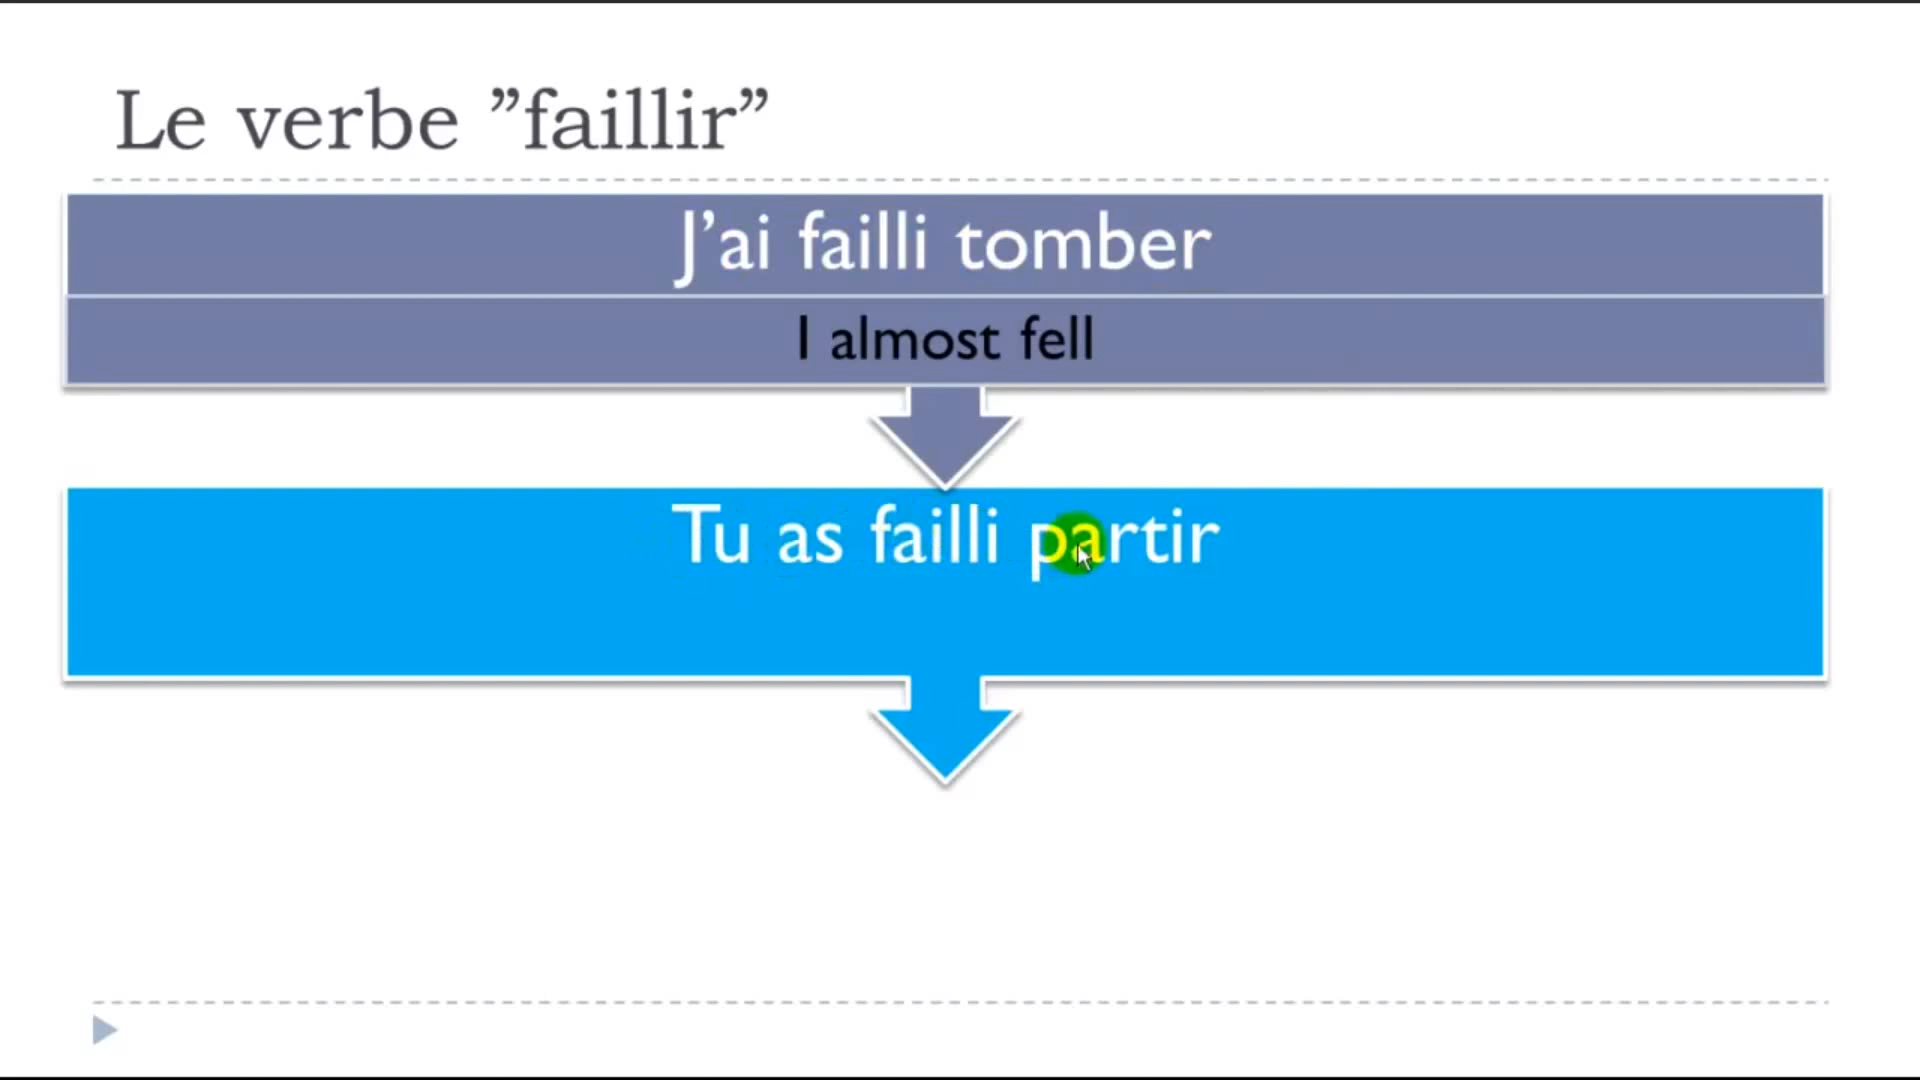 Le verbe ”faillir”
J’ai failli tomber
I almost fell
Tu as failli partir